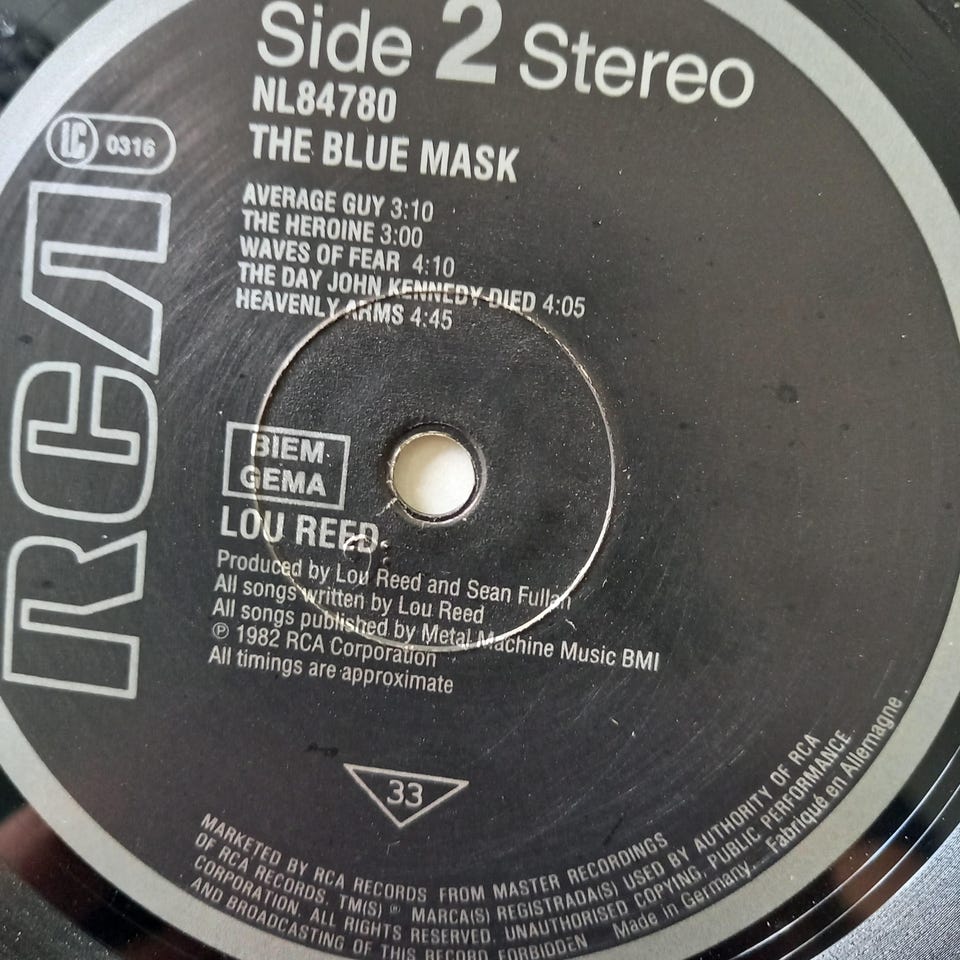 Side 2 Stereo
NL84780
THE BLUE MASK
LC 0316
AVERAGE GUY 3:10
THE HEROINE 3:00
WAVES OF FEAR 4:10
THE DAY JOHN KENNEDY DIED 4:05
HEAVENLY ARMS 4:45
RCA
BIEM
GEMA
LOU REED
Produced by Lou Reed and Sean Fullan
All songs written by Lou Reed
All songs published by Metal Machine Music BMI
℗ 1982 RCA Corporation
All timings are approximate
33
MARKETED BY RCA RECORDS FROM MASTER RECORDINGS
OF RCA RECORDS. TM(S) ® MARCA(S) REGISTRADA(S) USED BY AUTHORITY OF RCA
CORPORATION, ALL RIGHTS RESERVED. UNAUTHORISED COPYING, PUBLIC PERFORMANCE
AND BROADCASTING OF THIS RECORD FORBIDDEN Made in Germany. Fabriqué en Allemagne.